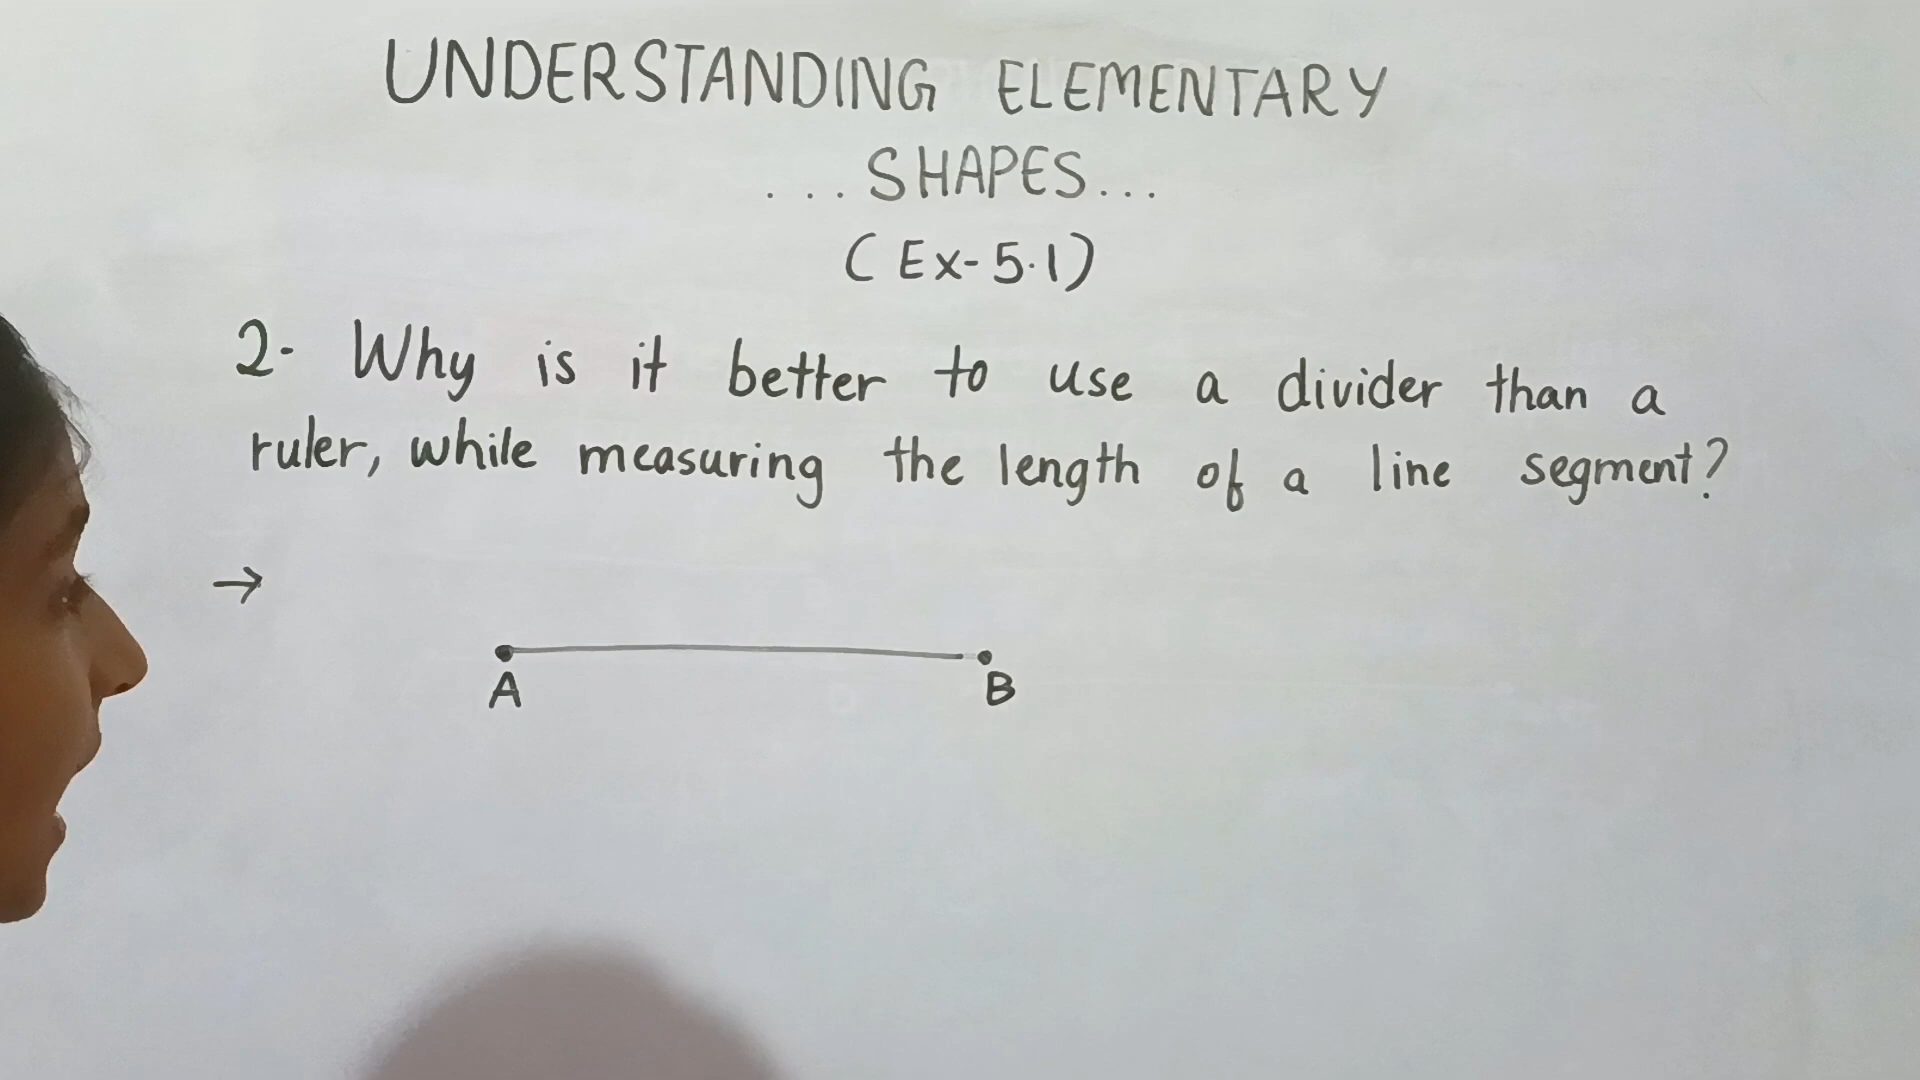 UNDERSTANDING ELEMENTARY
...SHAPES...
(Ex-5.1)
2- Why is it better to use a divider than a
ruler, while measuring the length of a line segment?
→
A B